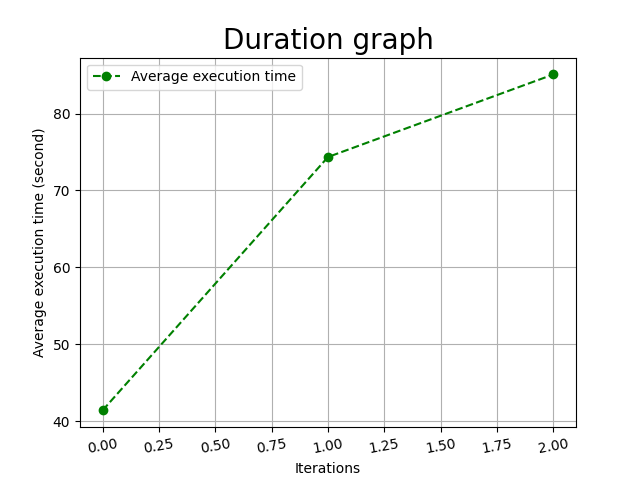 Duration graph
Average execution time
Average execution time (second)
80
70
60
50
40
0.00 0.25 0.50 0.75 1.00 1.25 1.50 1.75 2.00
Iterations